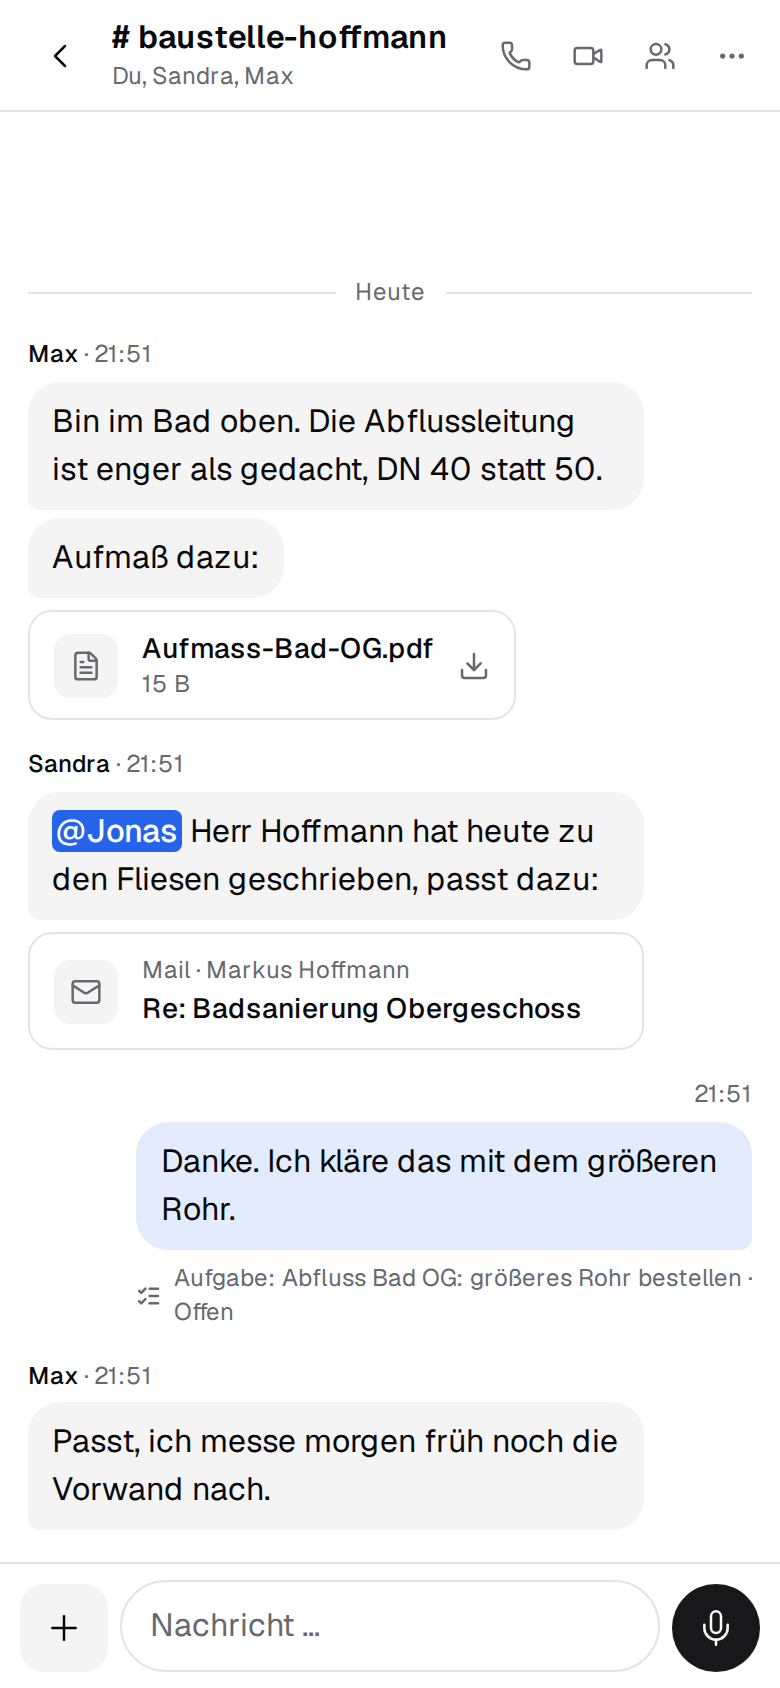 # baustelle-hoffmann
Du, Sandra, Max
Heute
Max · 21:51
Bin im Bad oben. Die Abflussleitung
ist enger als gedacht, DN 40 statt 50.
Aufmaß dazu:
Aufmass-Bad-OG.pdf
15 B
Sandra · 21:51
@Jonas Herr Hoffmann hat heute zu
den Fliesen geschrieben, passt dazu:
Mail · Markus Hoffmann
Re: Badsanierung Obergeschoss
21:51
Danke. Ich kläre das mit dem größeren
Rohr.
Aufgabe: Abfluss Bad OG: größeres Rohr bestellen ·
Offen
Max · 21:51
Passt, ich messe morgen früh noch die
Vorwand nach.
Nachricht …